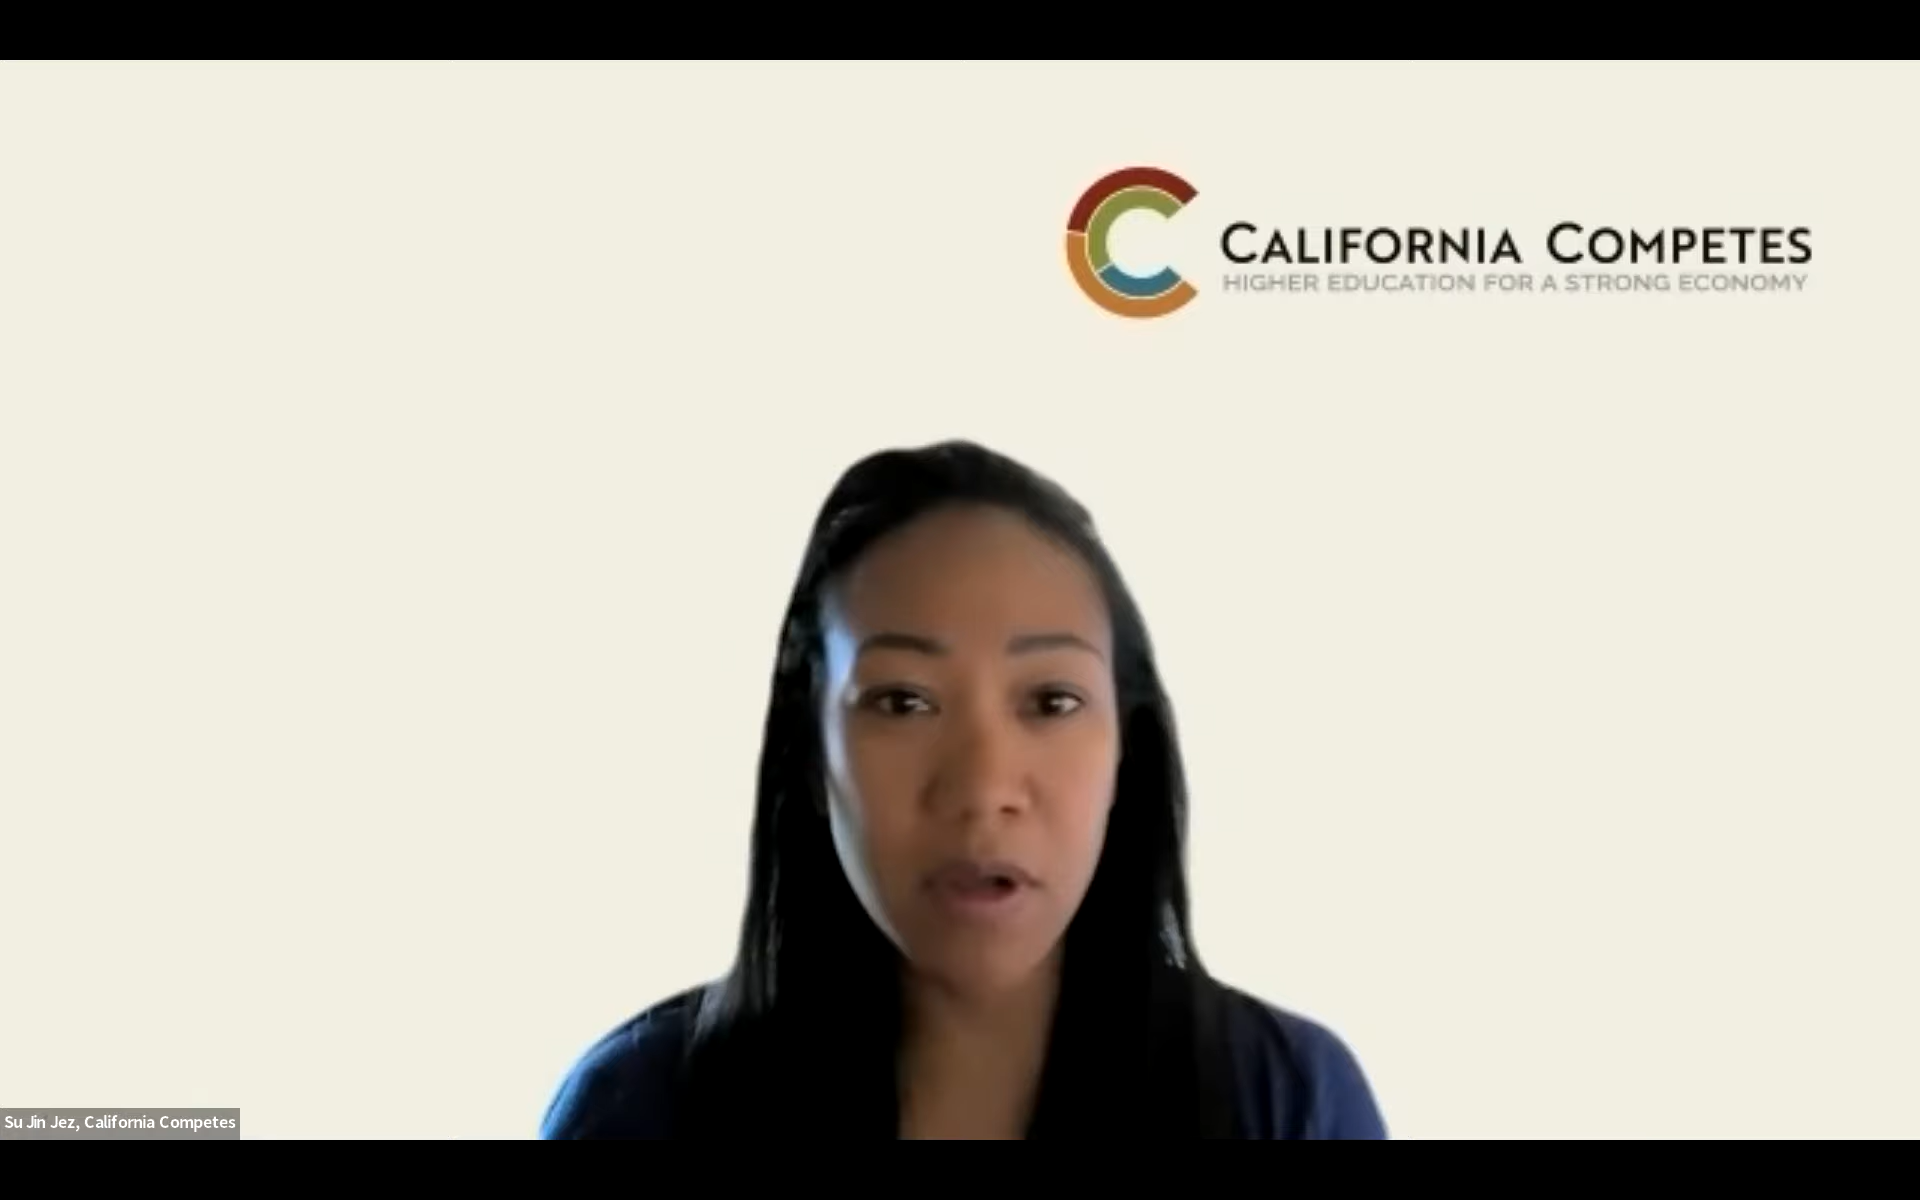 CALIFORNIA COMPETES
HIGHER EDUCATION FOR A STRONG ECONOMY
Su Jin Jez, California Competes